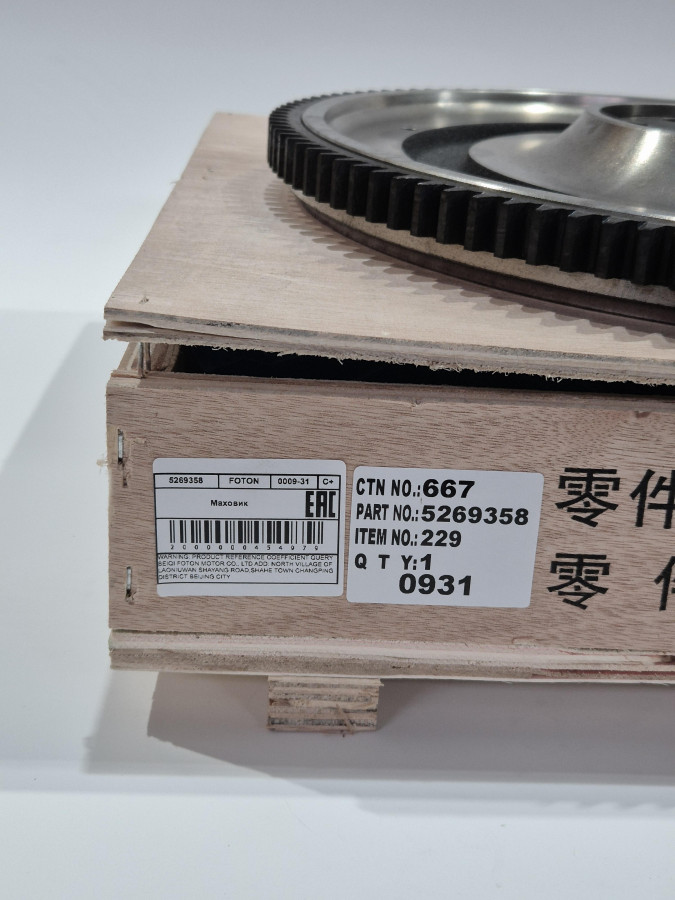 5269358 FOTON 0009-31 C+
Маховик
EAC
2000000454979
WARNING: PRODUCT REFERENCE COEFFICIENT QUERY
BEIQI FOTON MOTOR CO., LTD.ADD: NORTH VILLAGE OF
LAONIUWAN SHAYANG ROAD,SHAHE TOWN CHANGPING
DISTRICT BEIJING CITY
CTN NO.:667
PART NO.:5269358
ITEM NO.:229
Q T Y:1
0931
零件
零